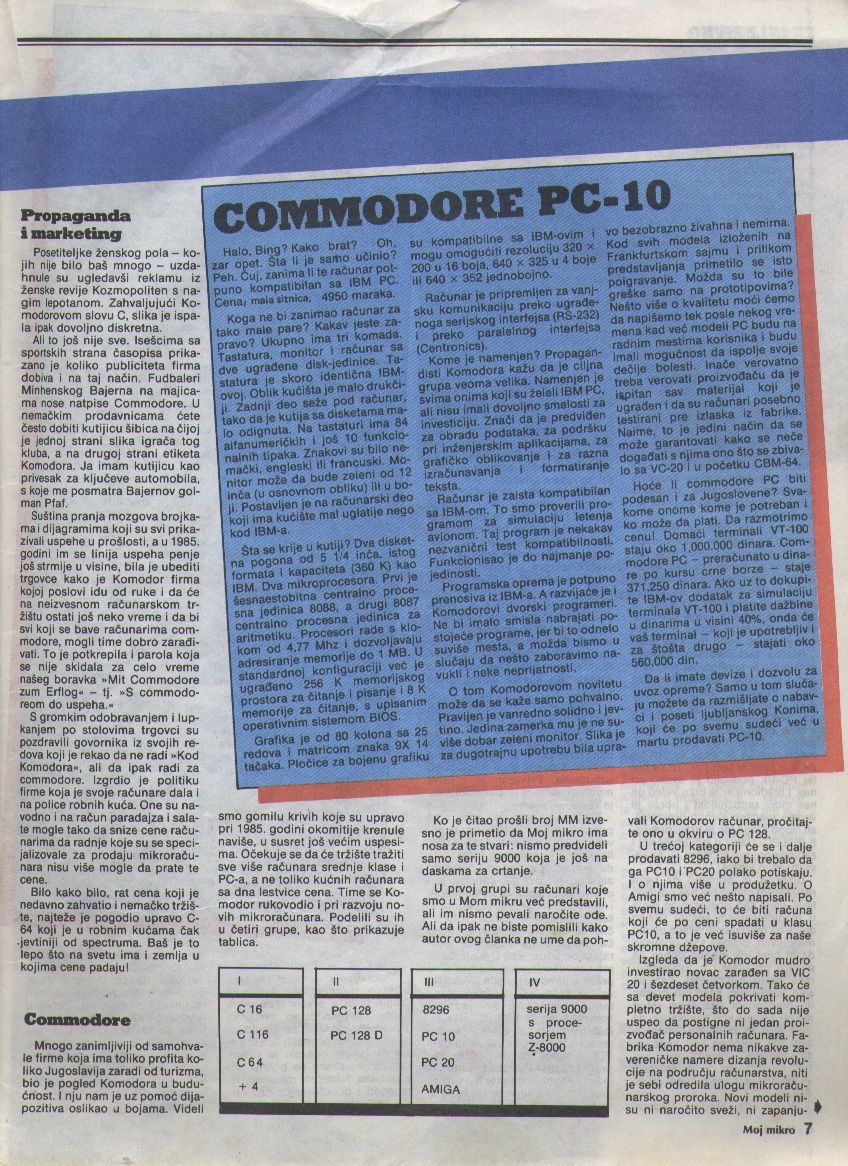 Propaganda
i marketing
Posetiteljke ženskog pola – ko-
jih nije bilo baš mnogo – uzda-
hnule su ugledavši reklamu iz
ženske revije Kozmopoliten s na-
gim lepotanom. Zahvaljujući Ko-
modorovom slovu C, slika je ispa-
la ipak dovoljno diskretna.
Ali to još nije sve. Isešcima sa
sportskih strana časopisa prika-
zano je koliko publiciteta firma
dobiva i na taj način. Fudbaleri
Minhenskog Bajerna na majica-
ma nose natpise Commodore. U
nemačkim prodavnicama ćete
često dobiti kutijicu šibica na čijoj
je jednoj strani slika igrača tog
kluba, a na drugoj strani etiketa
Komodora. Ja imam kutijicu kao
privesak za ključeve automobila,
s koje me posmatra Bajernov gol-
man Pfaf.
Suština pranja mozgova brojka-
ma i dijagramima koji su svi prika-
zivali uspehe u prošlosti, a u 1985.
godini im se linija uspeha penje
još strmije u visine, bila je ubediti
trgovce kako je Komodor firma
kojoj poslovi idu od ruke i da će
na neizvesnom računarskom tr-
žištu ostati još neko vreme i da bi
svi koji se bave računarima com-
modore, mogli time dobro zarađi-
vati. To je potkrepila i parola koja
se nije skidala za celo vreme
našeg boravka »Mit Commodore
zum Erflog« – tj. »S commodo-
reom do uspeha.«
S gromkim odobravanjem i lup-
kanjem po stolovima trgovci su
pozdravili govornika iz svojih re-
dova koji je rekao da ne radi »Kod
Komodora«, ali da ipak radi za
commodore. Izgrdio je politiku
firme koja je svoje računare dala i
na police robnih kuća. One su na-
vodno i na račun paradajza i sala-
te mogle tako da snize cene raču-
narima da radnje koje su se speci-
jalizovale za prodaju mikroraču-
nara nisu više mogle da prate te
cene.
Bilo kako bilo, rat cena koji je
nedavno zahvatio i nemačko tržiš-
te, najteže je pogodio upravo C-
64 koji je u robnim kućama čak
jevtiniji od spectruma. Baš je to
lepo što na svetu ima i zemlja u
kojima cene padaju!
Commodore
Mnogo zanimljiviji od samohva-
le firme koja ima toliko profita ko-
liko Jugoslavija zaradi od turizma,
bio je pogled Komodora u budu-
ćnost. I nju nam je uz pomoć dija-
pozitiva oslikao u bojama. Videli
COMMODORE PC-10
Halo, Bing? Kako brat? Oh,
zar opet. Šta li je samo učinio?
Peh. Čuj, zanima li te računar pot-
puno kompatibilan sa IBM PC.
Cena; mala sitnica, 4950 maraka.
Koga ne bi zanimao računar za
tako male pare? Kakav jeste za-
pravo? Ukupno ima tri komada.
Tastatura, monitor i računar sa
dve ugrađene disk-jedinice. Ta-
statura je skoro identična IBM-
ovoj. Oblik kućišta je malo drukči-
ji. Zadnji deo seže pod računar,
tako da je kutija sa disketama ma-
lo odignuta. Na tastaturi ima 84
alfanumeričkih i još 10 funkcio-
nalnih tipaka. Znakovi su bilo ne-
mački, engleski ili francuski. Mo-
nitor može da bude zeleni od 12
inča (u osnovnom obliku) ili u bo-
ji. Postavljen je na računarski deo
koji ima kućište mal uglatije nego
kod IBM-a.
Šta se krije u kutiji? Dva disket-
na pogona od 5 1/4 inča, istog
formata i kapaciteta (360 K) kao
IBM. Dva mikroprocesora. Prvi je
šesnaestobitna centralno proce-
sna jedinica 8088, a drugi 8087
centralno procesna jedinica za
aritmetiku. Procesori rade s klo-
kom od 4,77 Mhz i dozvoljavaju
adresiranje memorije do 1 MB. U
standardnoj konfiguraciji već je
ugrađeno 256 K memorijskog
prostora za čitanje i pisanje i 8 K
memorije za čitanje, s upisanim
operativnim sistemom BIOS.
Grafika je od 80 kolona sa 25
redova i matricom znaka 9X 14
tačaka. Pločice za bojenu grafiku
su kompatibilne sa IBM-ovim i
mogu omogućiti rezoluciju 320 ×
200 u 16 boja, 640 × 325 u 4 boje
ili 640 × 352 jednobojno.
Računar je pripremljen za vanj-
sku komunikaciju preko ugrađe-
noga serijskog interfejsa (RS-232)
i preko paralelnog interfejsa
(Centronics).
Kome je namenjen? Propagan-
disti Komodora kažu da je ciljna
grupa veoma velika. Namenjen je
svima onima koji su želeli IBM PC,
ali nisu imali dovoljno smelosti za
investiciju. Znači da je predviđen
za obradu podataka, za podršku
pri inženjerskim aplikacijama, za
grafičko oblikovanje i za razna
izračunavanja i formatiranje
teksta.
Računar je zaista kompatibilan
sa IBM-om. To smo proverili pro-
gramom za simulaciju letenja
avionom. Taj program je nekakav
nezvanični test kompatibilnosti.
Funkcionisao je do najmanje po-
jedinosti.
Programska oprema je potpuno
prenosiva iz IBM-a. A razvijaće je i
Komodorovi dvorski programeri.
Ne bi imalo smisla nabrajati po-
stojeće programe, jer bi to odnelo
suviše mesta, a možda bismo u
slučaju da nešto zaboravimo na-
vukli i neke neprijatnosti.
O tom Komodorovom novitetu
može da se kaže samo pohvalno.
Pravljen je vanredno solidno i jev-
tino. Jedina zamerka mu je ne su-
više dobar zeleni monitor. Slika je
za dugotrajnu upotrebu bila upra-
vo bezobrazno živahna i nemirna.
Kod svih modela izloženih na
Frankfurtskom sajmu i prilikom
predstavljanja primetilo se isto
poigravanje. Možda su to bile
greške samo na prototipovima?
Nešto više o kvalitetu moći ćemo
da napišemo tek posle nekog vre-
mena kad već modeli PC budu na
radnim mestima korisnika i budu
imali mogućnost da ispolje svoje
dečije bolesti. Inače verovatno
treba verovati proizvođaču da je
ispitan sav materijal koji je
ugrađen i da su računari posebno
testirani pre izlaska iz fabrike.
Naime, to je jedini način da se
može garantovati kako se neče
događati s njima ono što se zbiva-
lo sa VC-20 i u početku CBM-64.
Hoće li commodore PC biti
podesan i za Jugoslovene? Sva-
kome onome kome je potreban i
ko može da plati. Da razmotrimo
cenu! Domaći terminali VT-100
staju oko 1,000.000 dinara. Com-
modore PC – preračunato u dina-
re po kursu crne borze – staje
371,250 dinara. Ako uz to dokupi-
te IBM-ov dodatak za simulaciju
terminala VT-100 i platite dažbine
u dinarima u visini 40%, onda će
vaš terminal – koji je upotrebljiv i
za štošta drugo – stajati oko
560,000 din.
Da li imate devize i dozvolu za
uvoz opreme? Samo u tom sluča-
ju možete da razmišljate o nabav-
ci i poseti ljubljanskog Konima,
koji će po svemu sudeći već u
martu prodavati PC-10.
smo gomilu krivih koje su upravo
pri 1985. godini okomitije krenule
naviše, u susret još većim uspesi-
ma. Očekuje se da će tržište tražiti
sve više računara srednje klase i
PC-a, a ne toliko kućnih računara
sa dna lestvice cena. Time se Ko-
modor rukovodio i pri razvoju no-
vih mikroračunara. Podelili su ih
u četiri grupe, kao što prikazuje
tablica.
Ko je čitao prošli broj MM izve-
sno je primetio da Moj mikro ima
nosa za te stvari: nismo predvideli
samo seriju 9000 koja je još na
daskama za crtanje.
U prvoj grupi su računari koje
smo u Mom mikru već predstavili,
ali im nismo pevali naročite ode.
Ali da ipak ne biste pomislili kako
autor ovog članka ne ume da poh-
I II III IV
C 16 PC 128 8296 serija 9000
s proce-
C 116 PC 128 D PC 10 sorjem
Z-8000
C 64 PC 20
+ 4 AMIGA
vali Komodorov računar, pročitaj-
te ono u okviru o PC 128.
U trećoj kategoriji će se i dalje
prodavati 8296, iako bi trebalo da
ga PC10 i PC20 polako potiskaju.
I o njima više u produžetku. O
Amigi smo već nešto napisali. Po
svemu sudeći, to će biti računa
koji će po ceni spadati u klasu
PC10, a to je već isuviše za naše
skromne džepove.
Izgleda da je Komodor mudro
investirao novac zarađen sa VIC
20 i šezdeset četvorkom. Tako će
sa devet modela pokrivati kom-
pletno tržište, što do sada nije
uspeo da postigne ni jedan proi-
zvođač personalnih računara. Fa-
brika Komodor nema nikakve za-
vereničke namere dizanja revolu-
cije na području računarstva, niti
je sebi odredila ulogu mikroraču-
narskog proroka. Novi modeli ni-
su ni naročito sveži, ni zapanju-
Moj mikro 7